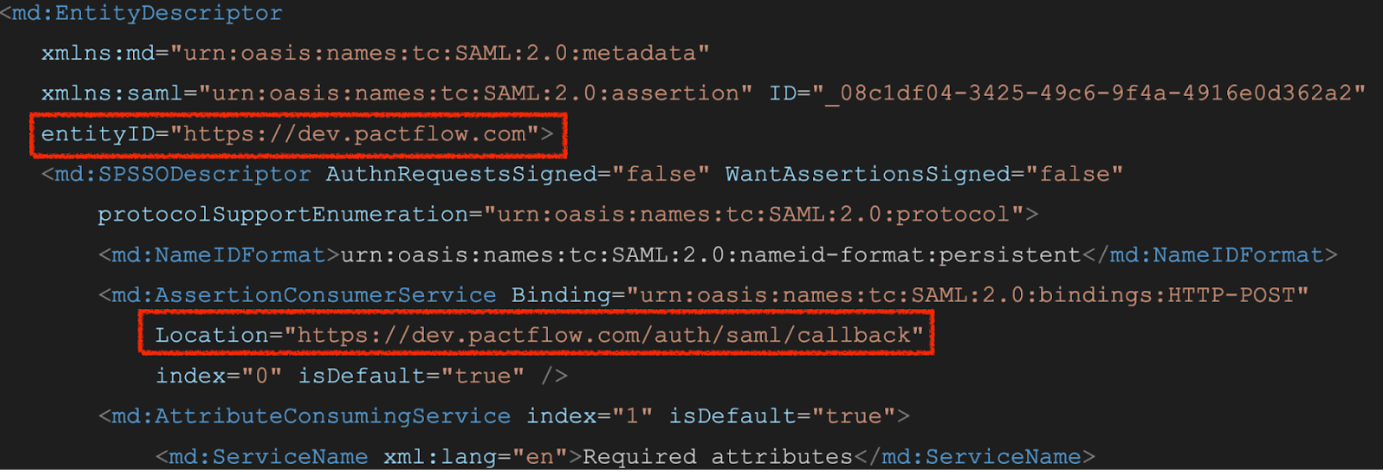 <md:EntityDescriptor
xmlns:md="urn:oasis:names:tc:SAML:2.0:metadata"
xmlns:saml="urn:oasis:names:tc:SAML:2.0:assertion" ID="_08c1df04-3425-49c6-9f4a-4916e0d362a2"
entityID="https://dev.pactflow.com">
<md:SPSSODescriptor AuthnRequestsSigned="false" WantAssertionsSigned="false"
protocolSupportEnumeration="urn:oasis:names:tc:SAML:2.0:protocol">
<md:NameIDFormat>urn:oasis:names:tc:SAML:2.0:nameid-format:persistent</md:NameIDFormat>
<md:AssertionConsumerService Binding="urn:oasis:names:tc:SAML:2.0:bindings:HTTP-POST"
Location="https://dev.pactflow.com/auth/saml/callback"
index="0" isDefault="true" />
<md:AttributeConsumingService index="1" isDefault="true">
<md:ServiceName xml:lang="en">Required attributes</md:ServiceName>